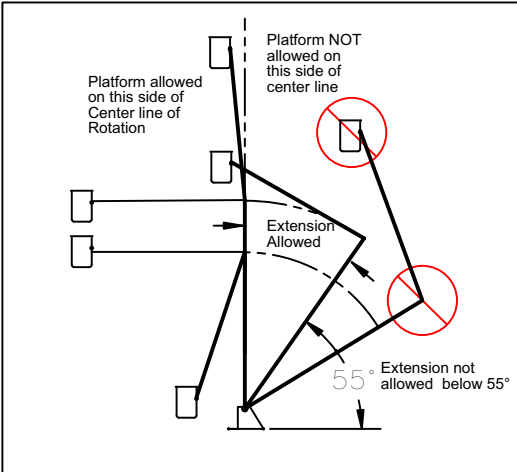 Platform NOT
allowed on
this side of
center line
Platform allowed
on this side of
Center line of
Rotation
Extension
Allowed
55°
Extension not
allowed below 55°